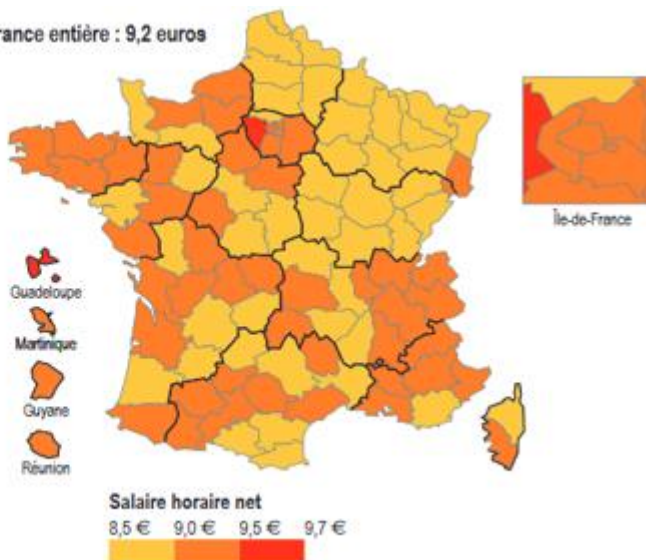 rance entière : 9,2 euros
Île-de-France
Guadeloupe
Martinique
Guyane
Réunion
Salaire horaire net
8,5 € 9,0 € 9,5 € 9,7 €